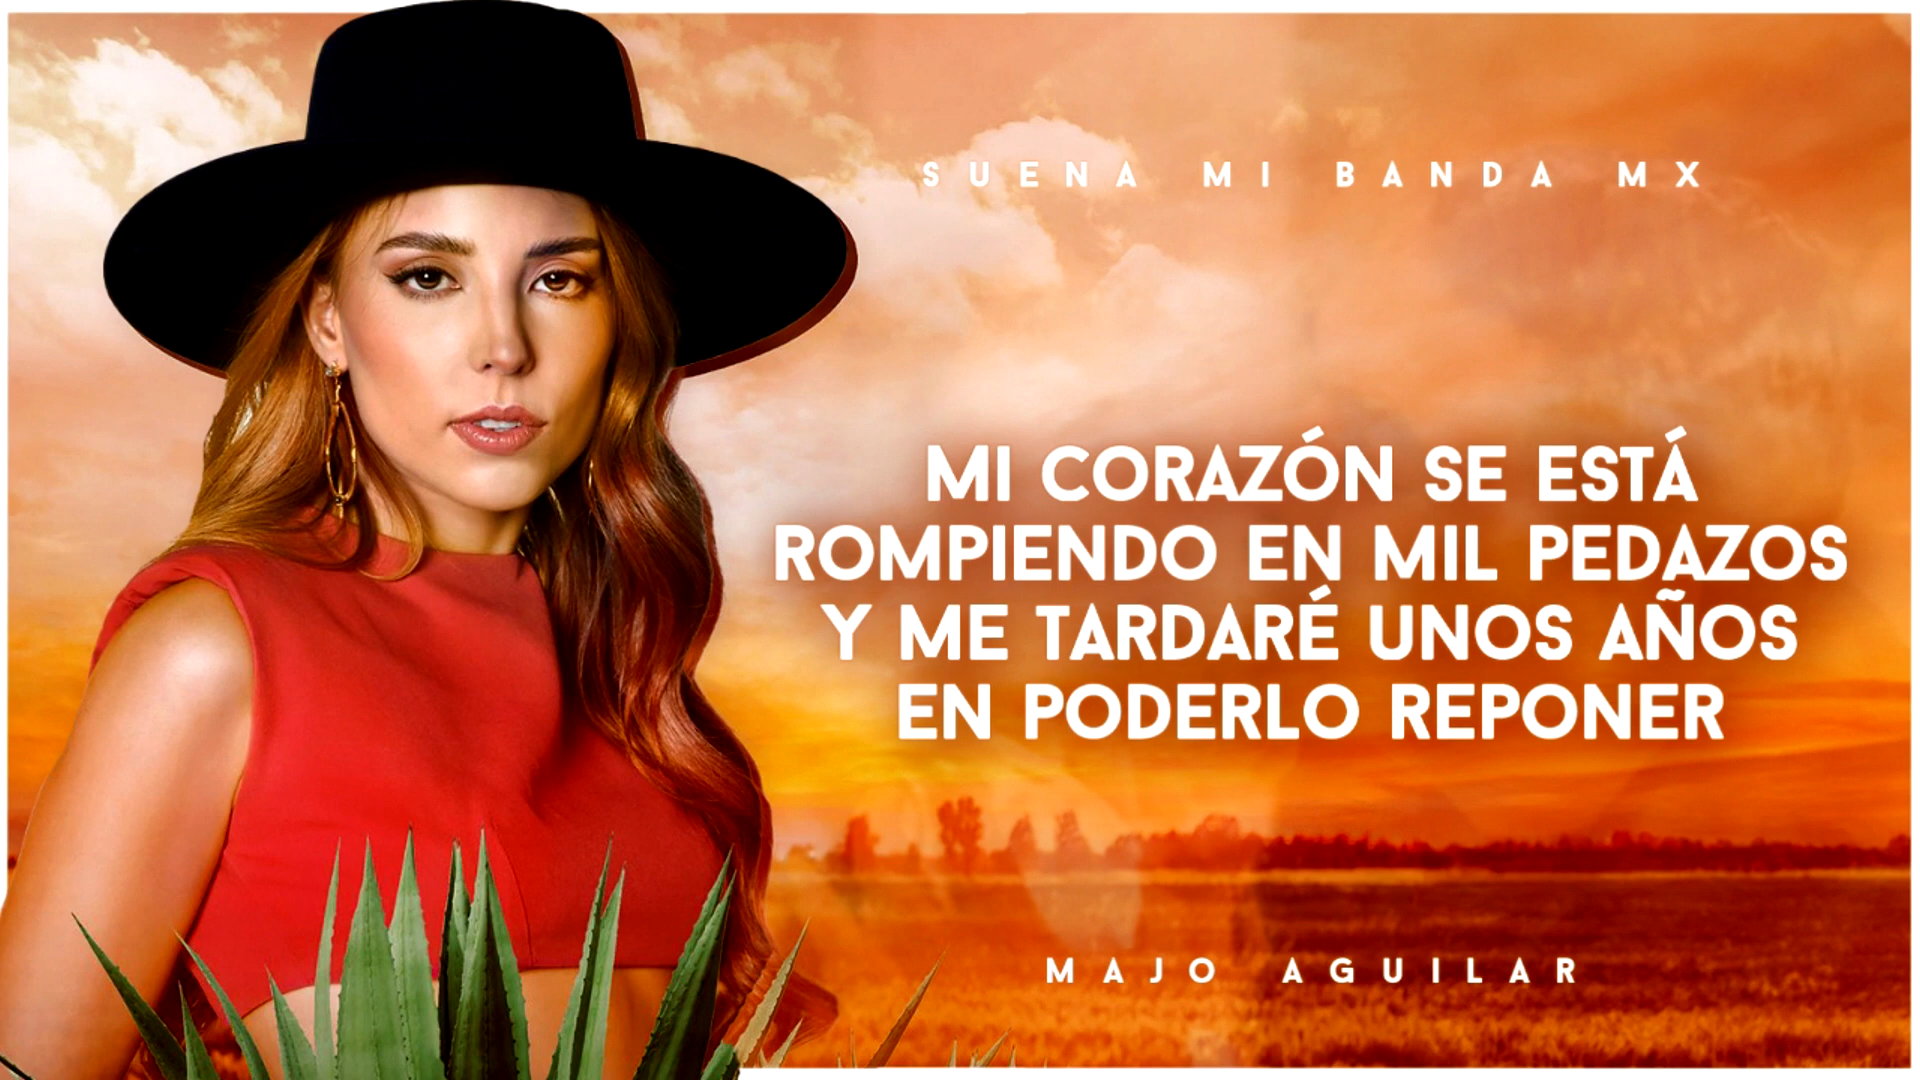 SUENA MI BANDA MX
MI CORAZÓN SE ESTÁ
ROMPIENDO EN MIL PEDAZOS
Y ME TARDARÉ UNOS AÑOS
EN PODERLO REPONER
MAJO AGUILAR